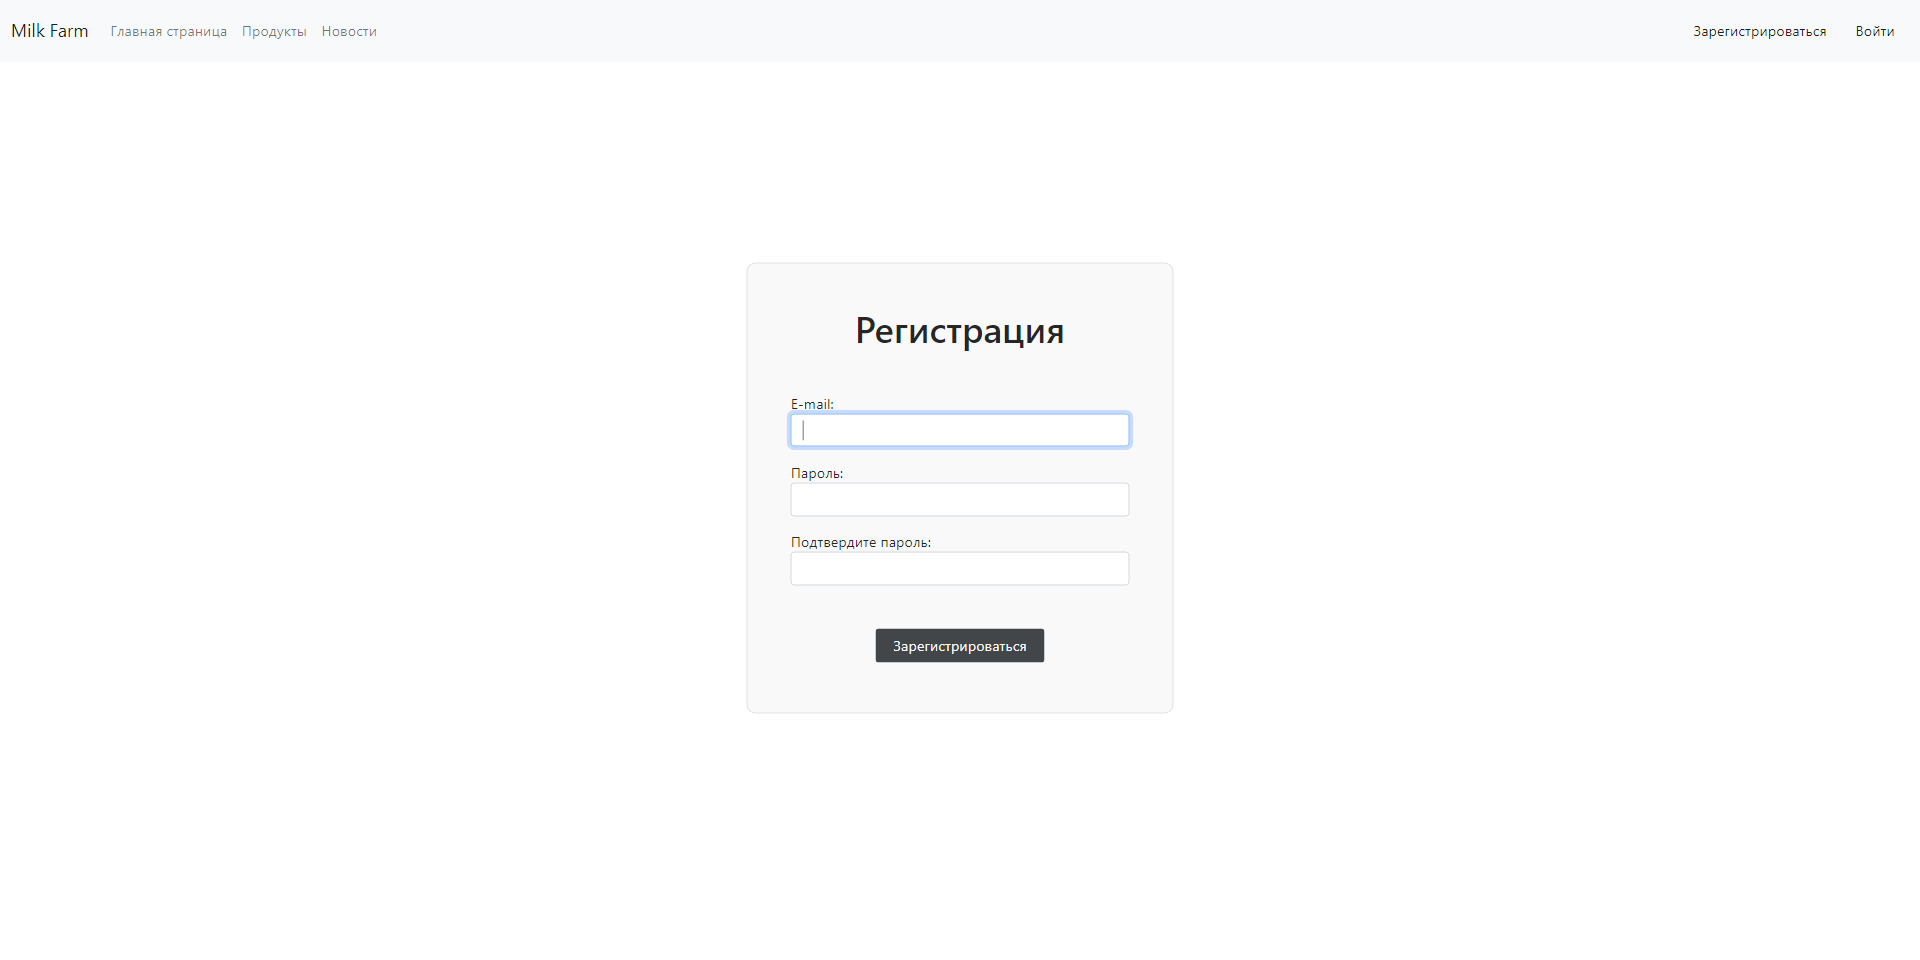 Milk Farm Главная страница Продукты Новости Зарегистрироваться Войти
Регистрация
E-mail:
Пароль:
Подтвердите пароль:
Зарегистрироваться